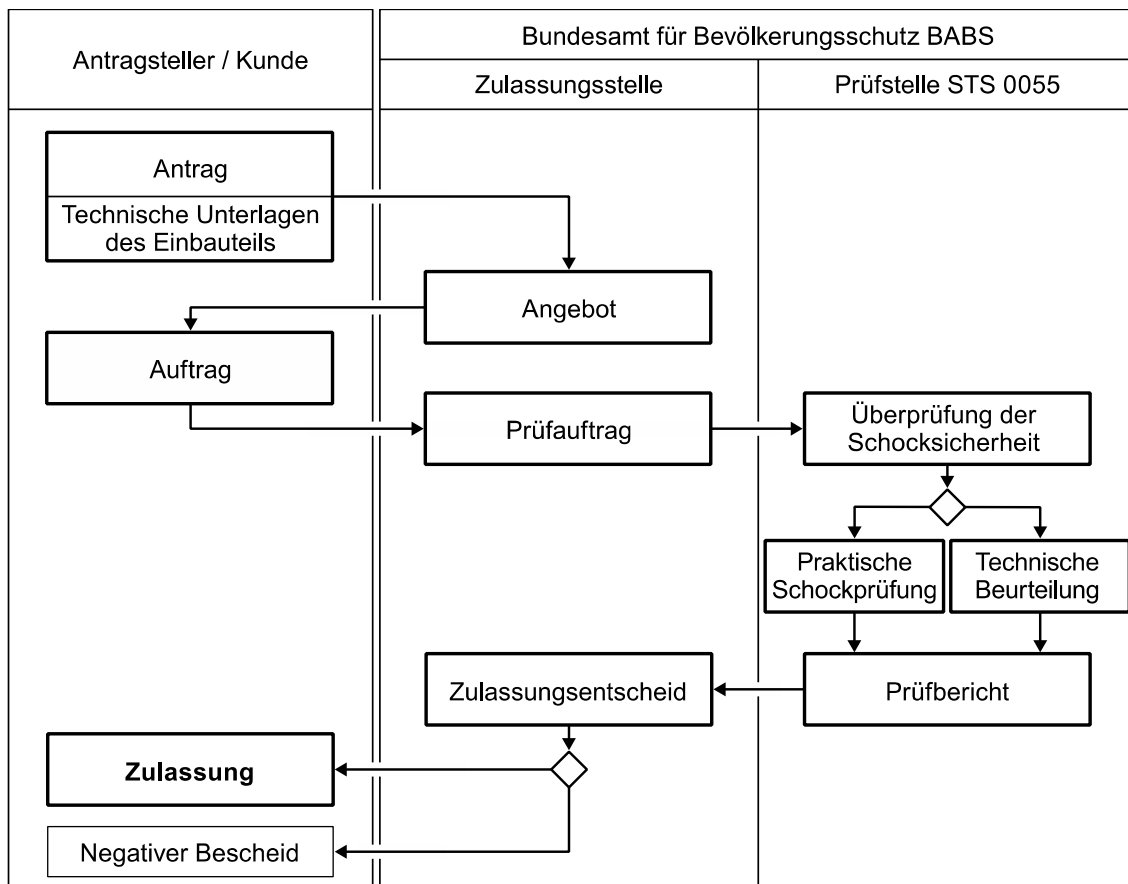 Antragsteller / Kunde
Bundesamt für Bevölkerungsschutz BABS
Zulassungsstelle
Prüfstelle STS 0055
Antrag
Technische Unterlagen
des Einbauteils
Angebot
Auftrag
Prüfauftrag
Überprüfung der
Schocksicherheit
Praktische
Schockprüfung
Technische
Beurteilung
Zulassungsentscheid
Prüfbericht
Zulassung
Negativer Bescheid